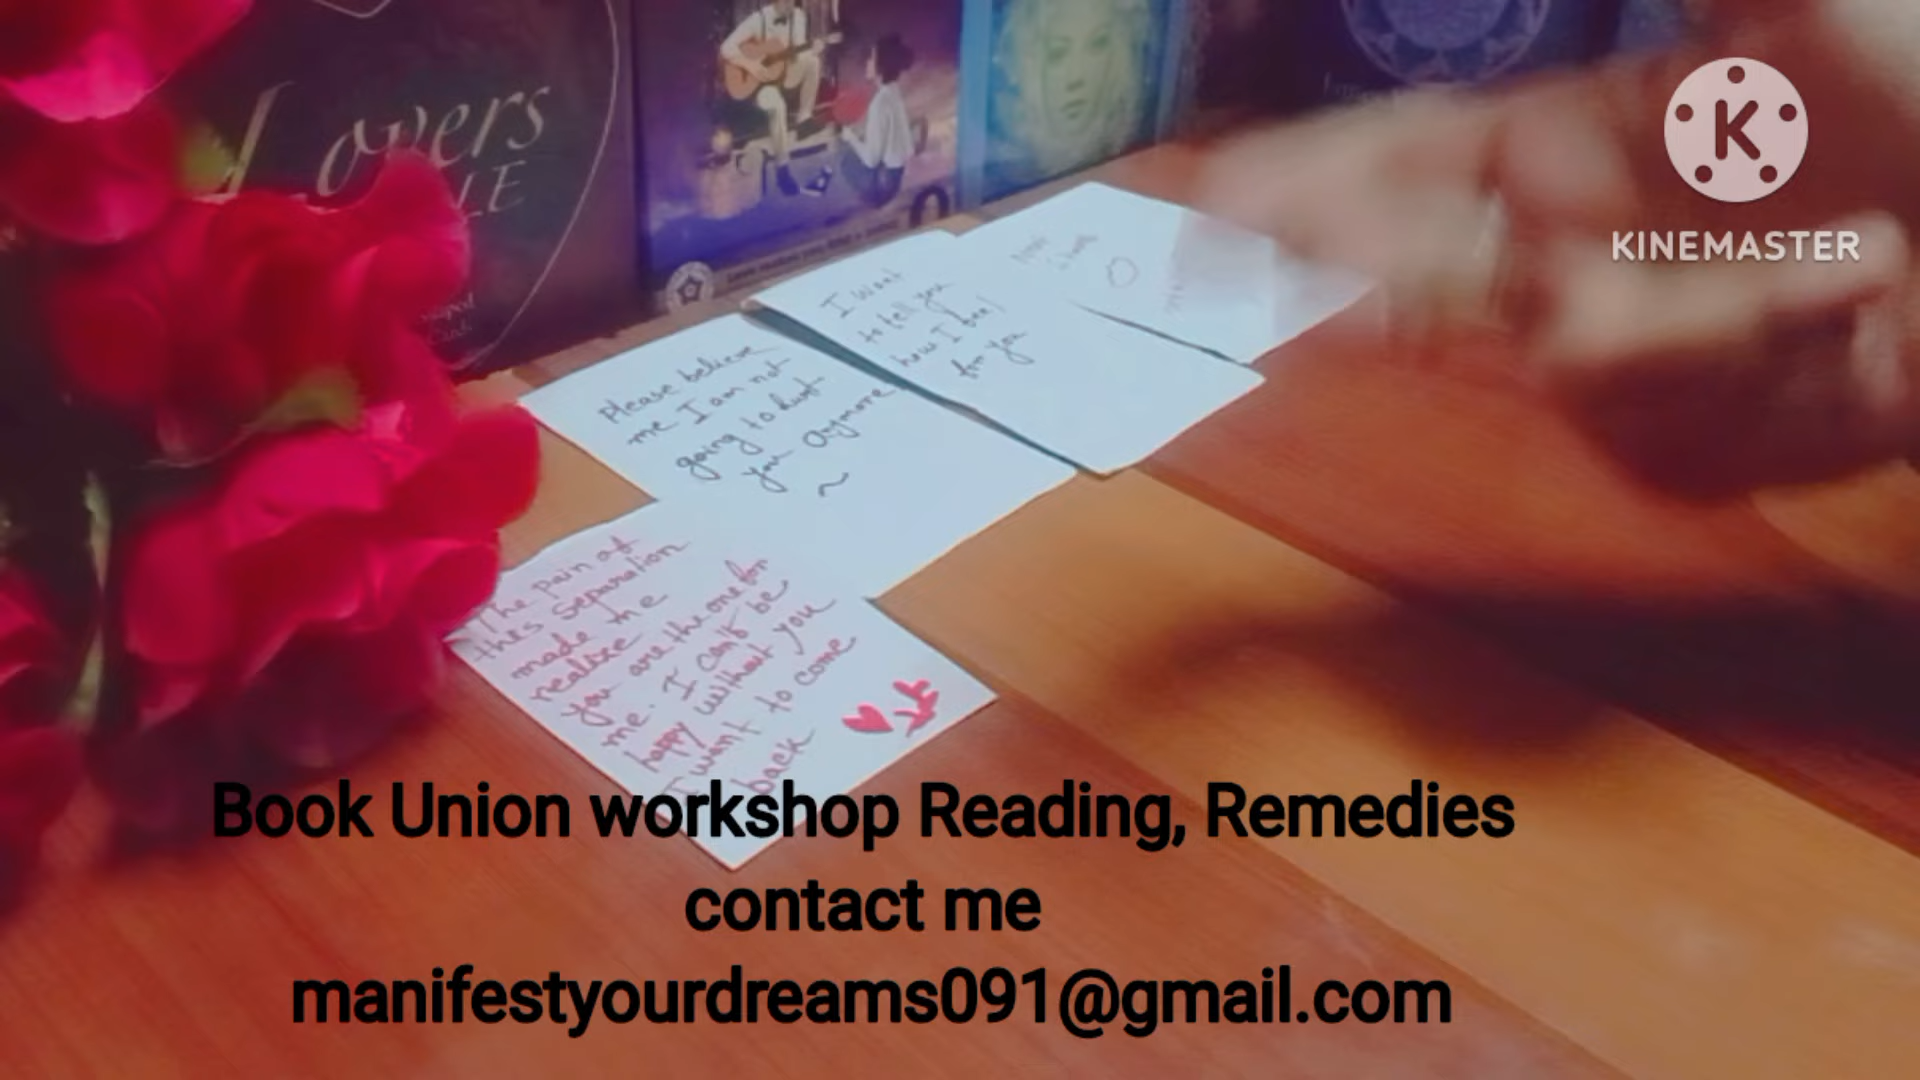 Lovers
KINEMASTER
I want
to tell you
how I feel
for you
Please believe
me I am not
going to hurt
you Anymore
The pain of
this separation
made me
realize
you are the one for
me. I can't be
happy without you
I want to come
back
Book Union workshop Reading, Remedies
contact me
manifestyourdreams091@gmail.com